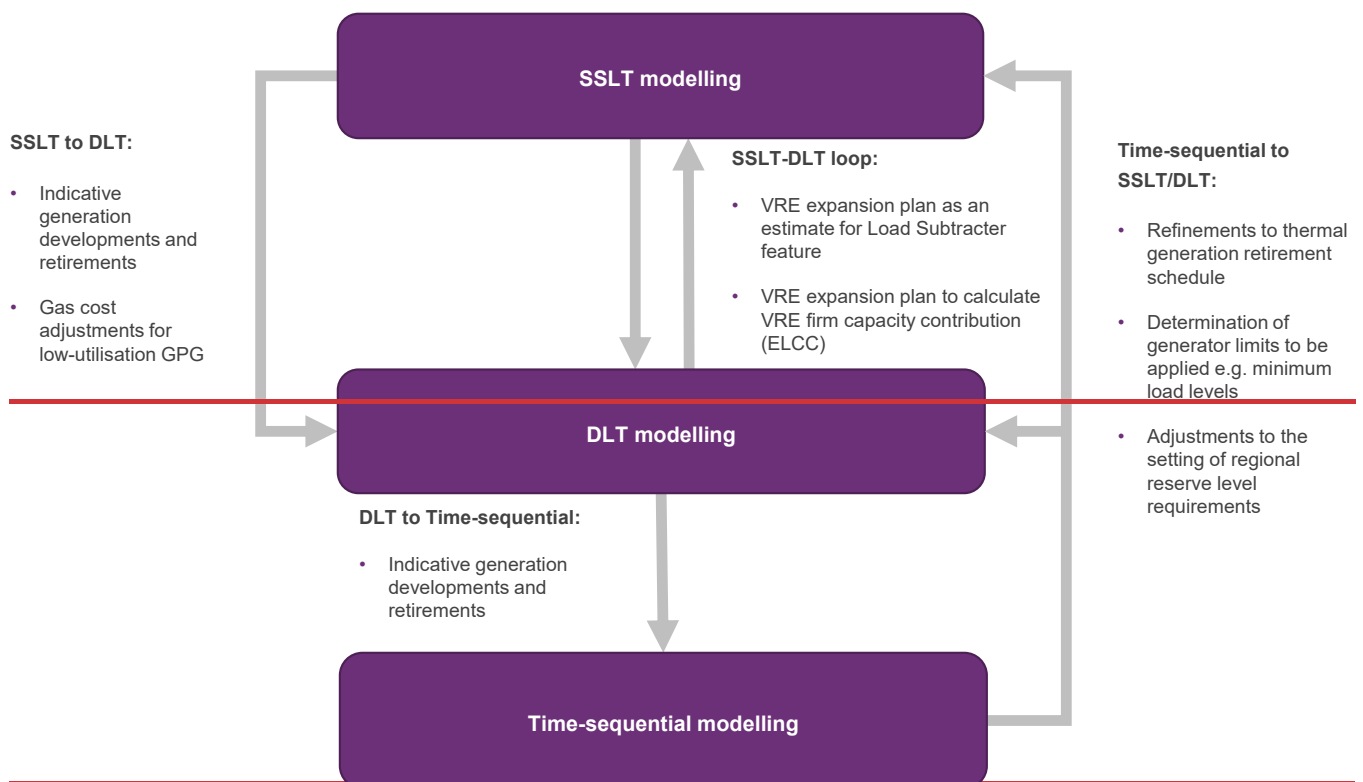 SSLT modelling
SSLT to DLT:
• Indicative
generation
developments and
retirements
• Gas cost
adjustments for
low-utilisation GPG
SSLT-DLT loop:
• VRE expansion plan as an
estimate for Load Subtracter
feature
• VRE expansion plan to calculate
VRE firm capacity contribution
(ELCC)
Time-sequential to
SSLT/DLT:
• Refinements to thermal
generation retirement
schedule
• Determination of
generator limits to be
applied e.g. minimum
load levels
• Adjustments to the
setting of regional
reserve level
requirements
DLT modelling
DLT to Time-sequential:
• Indicative generation
developments and
retirements
Time-sequential modelling